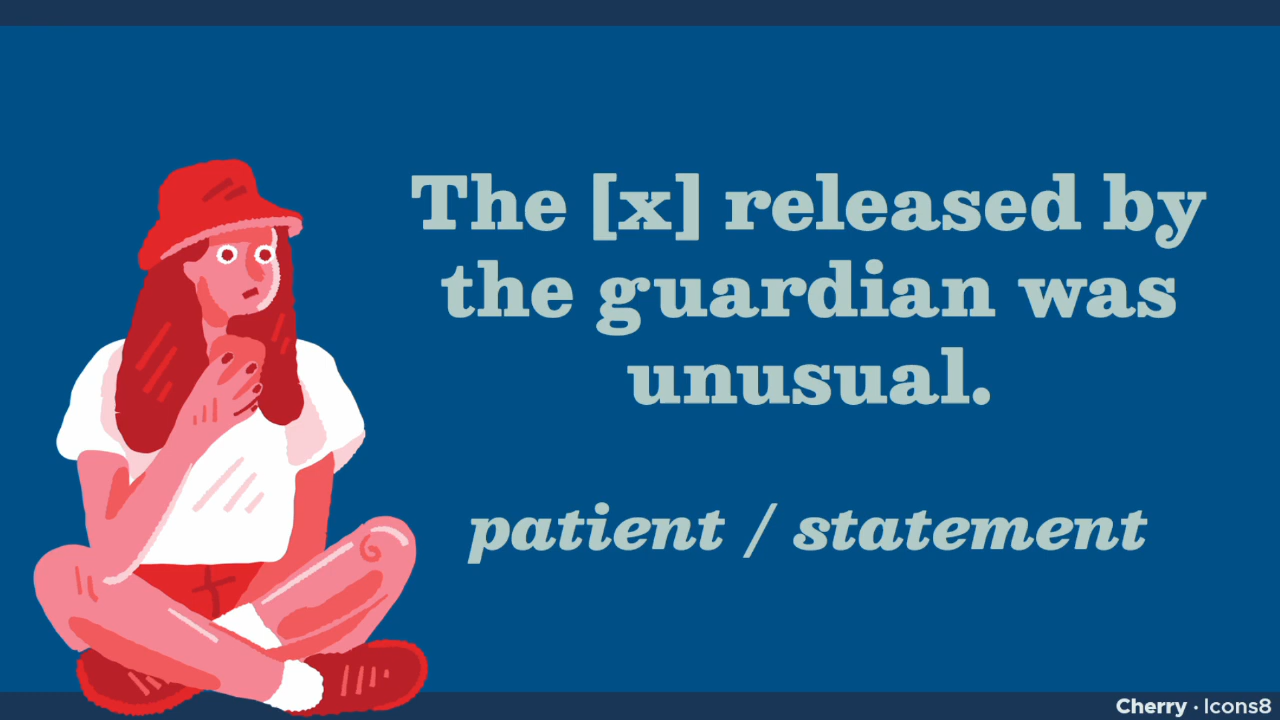 The [x] released by
the guardian was
unusual.
patient / statement
Cherry · Icons8